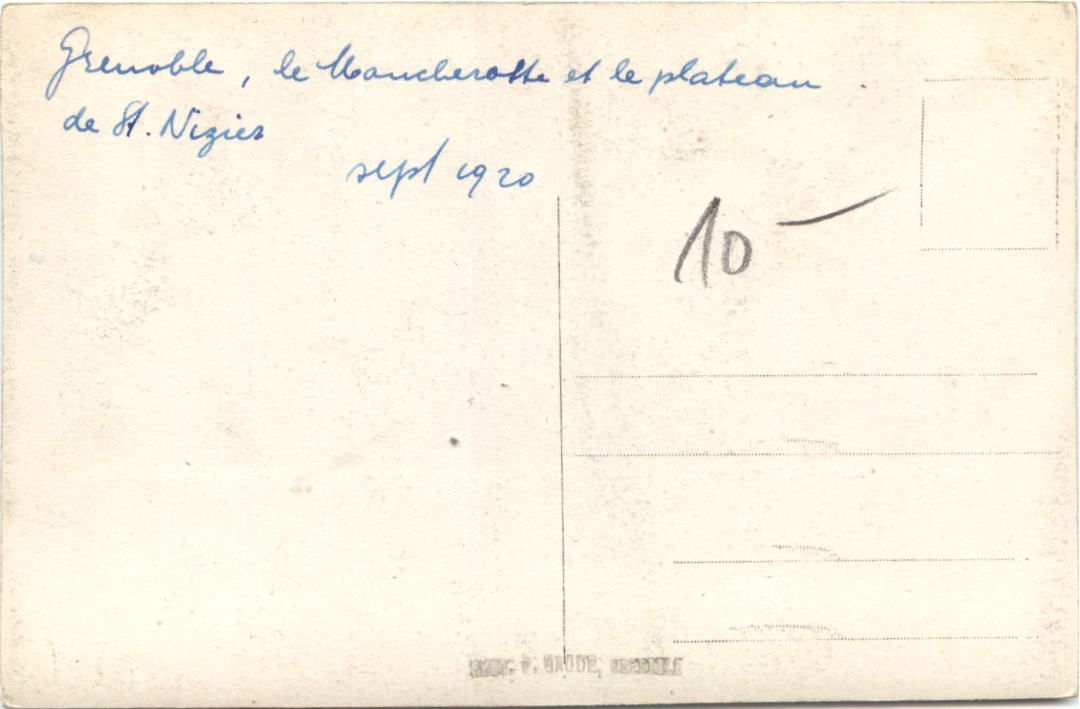 Grenoble, le Moucherotte et le plateau.
de St. Nizier
sept 1920
10 —